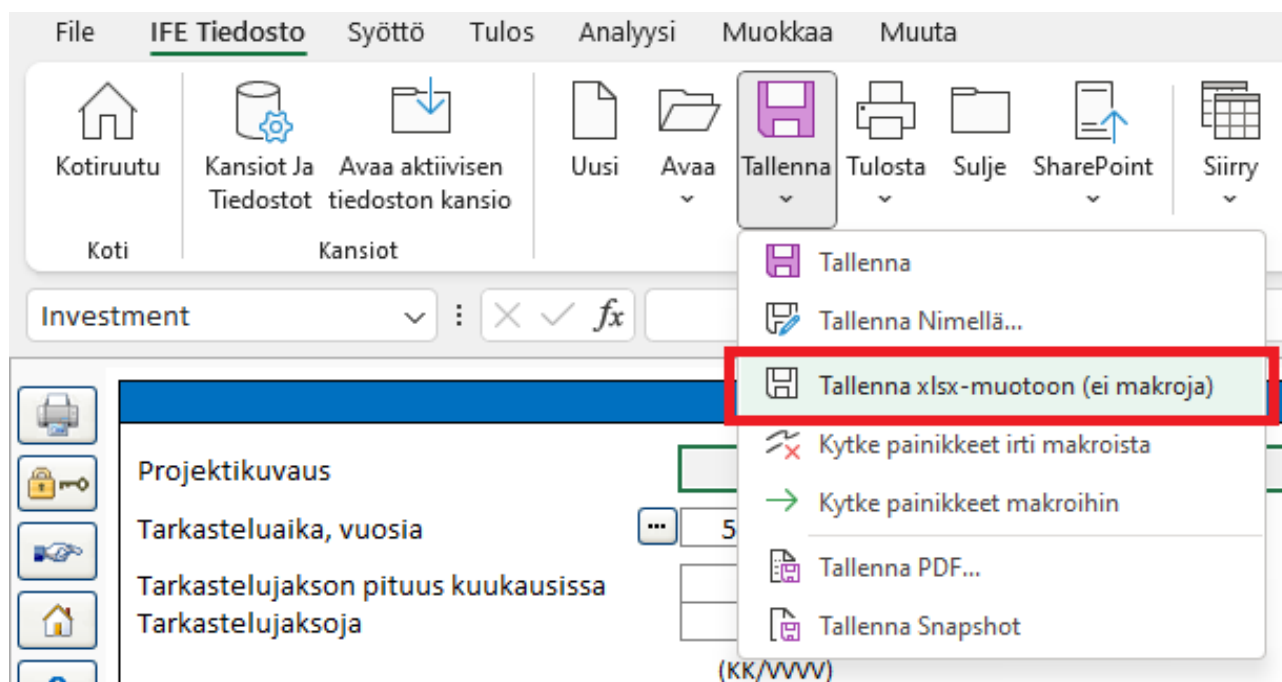 File IFE Tiedosto Syöttö Tulos Analyysi Muokkaa Muuta
Kotiruutu Kansiot Ja Avaa aktiivisen Uusi Avaa Tallenna Tulosta Sulje SharePoint Siirry
Tiedostot tiedoston kansio
Koti Kansiot
Tallenna
Investment fx
Tallenna Nimellä...
Tallenna xlsx-muotoon (ei makroja)
Kytke painikkeet irti makroista
Projektikuvaus
Kytke painikkeet makroihin
Tarkasteluaika, vuosia ... 5
Tallenna PDF...
Tarkastelujakson pituus kuukausissa
Tarkastelujaksoja
Tallenna Snapshot
(KK/VVVV)